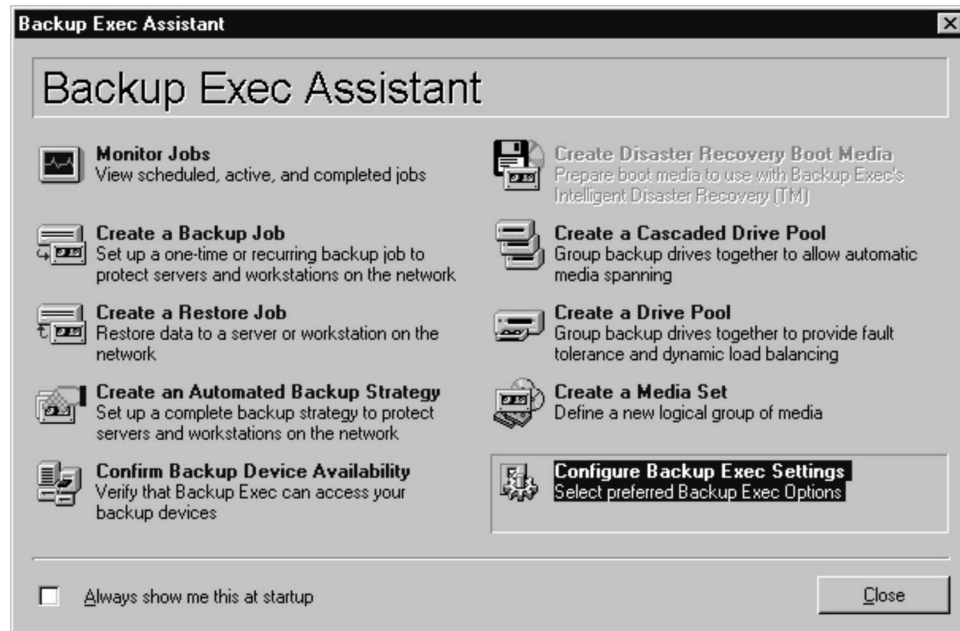 Backup Exec Assistant
Backup Exec Assistant
Monitor Jobs
View scheduled, active, and completed jobs
Create a Backup Job
Set up a one-time or recurring backup job to
protect servers and workstations on the network
Create a Restore Job
Restore data to a server or workstation on the
network
Create an Automated Backup Strategy
Set up a complete backup strategy to protect
servers and workstations on the network
Confirm Backup Device Availability
Verify that Backup Exec can access your
backup devices
Create Disaster Recovery Boot Media
Prepare boot media to use with Backup Exec's
Intelligent Disaster Recovery (TM)
Create a Cascaded Drive Pool
Group backup drives together to allow automatic
media spanning
Create a Drive Pool
Group backup drives together to provide fault
tolerance and dynamic load balancing
Create a Media Set
Define a new logical group of media
Configure Backup Exec Settings
Select preferred Backup Exec Options
Always show me this at startup
Close